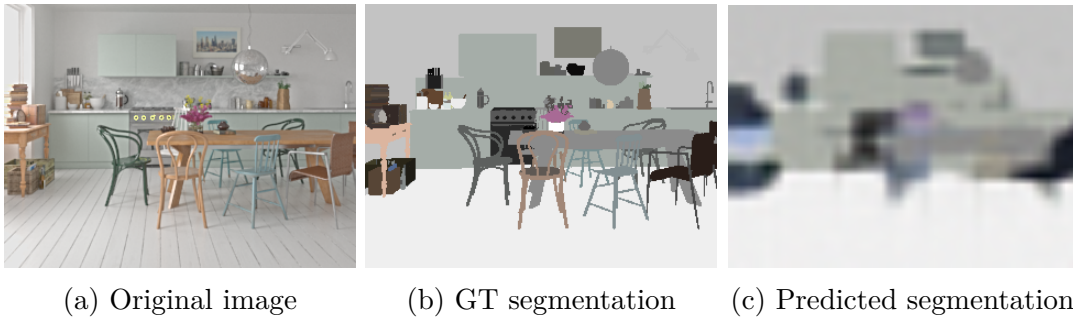 (a) Original image
(b) GT segmentation
(c) Predicted segmentation